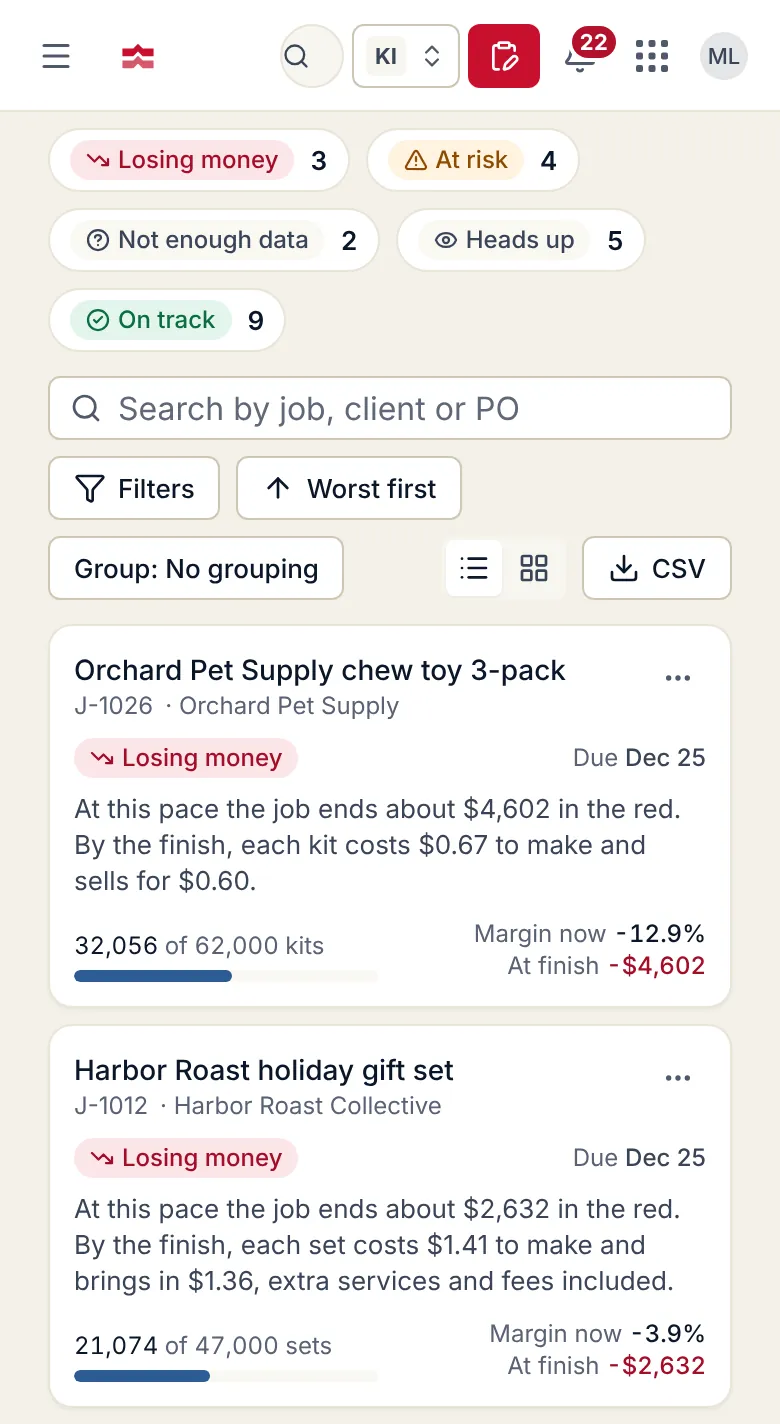 KI
22
ML
Losing money 3
At risk 4
Not enough data 2
Heads up 5
On track 9
Search by job, client or PO
Filters
Worst first
Group: No grouping
CSV
Orchard Pet Supply chew toy 3-pack
J-1026 · Orchard Pet Supply
Losing money
Due Dec 25
At this pace the job ends about $4,602 in the red.
By the finish, each kit costs $0.67 to make and
sells for $0.60.
32,056 of 62,000 kits
Margin now -12.9%
At finish -$4,602
Harbor Roast holiday gift set
J-1012 · Harbor Roast Collective
Losing money
Due Dec 25
At this pace the job ends about $2,632 in the red.
By the finish, each set costs $1.41 to make and
brings in $1.36, extra services and fees included.
21,074 of 47,000 sets
Margin now -3.9%
At finish -$2,632